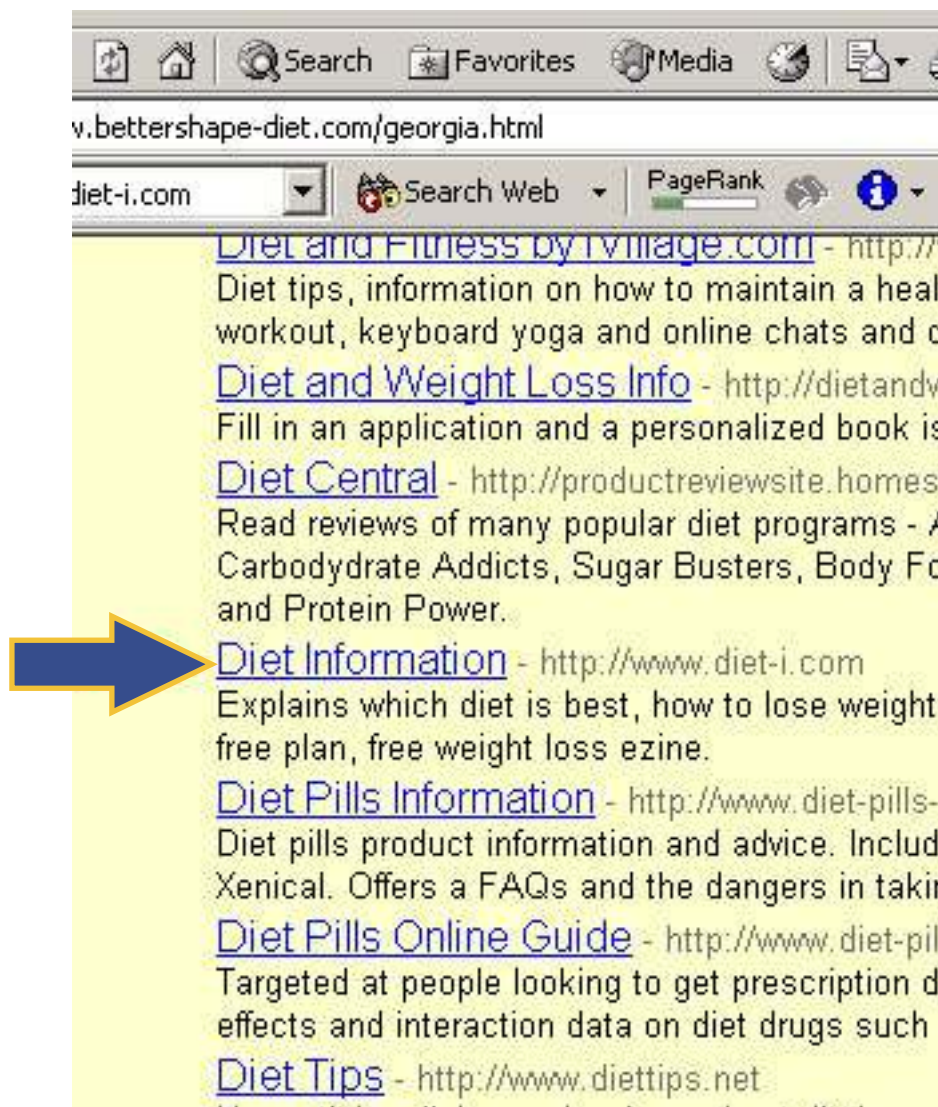 Search Favorites Media
v.bettershape-diet.com/georgia.html
diet-i.com Search Web PageRank
Diet and Fitness by iVillage.com - http://
Diet tips, information on how to maintain a heal
workout, keyboard yoga and online chats and
Diet and Weight Loss Info - http://dietandv
Fill in an application and a personalized book is
Diet Central - http://productreviewsite.homes
Read reviews of many popular diet programs - A
Carbodydrate Addicts, Sugar Busters, Body Fo
and Protein Power.
Diet Information - http://www.diet-i.com
Explains which diet is best, how to lose weight
free plan, free weight loss ezine.
Diet Pills Information - http://www.diet-pills-
Diet pills product information and advice. Includ
Xenical. Offers a FAQs and the dangers in takin
Diet Pills Online Guide - http://www.diet-pil
Targeted at people looking to get prescription d
effects and interaction data on diet drugs such
Diet Tips - http://www.diettips.net